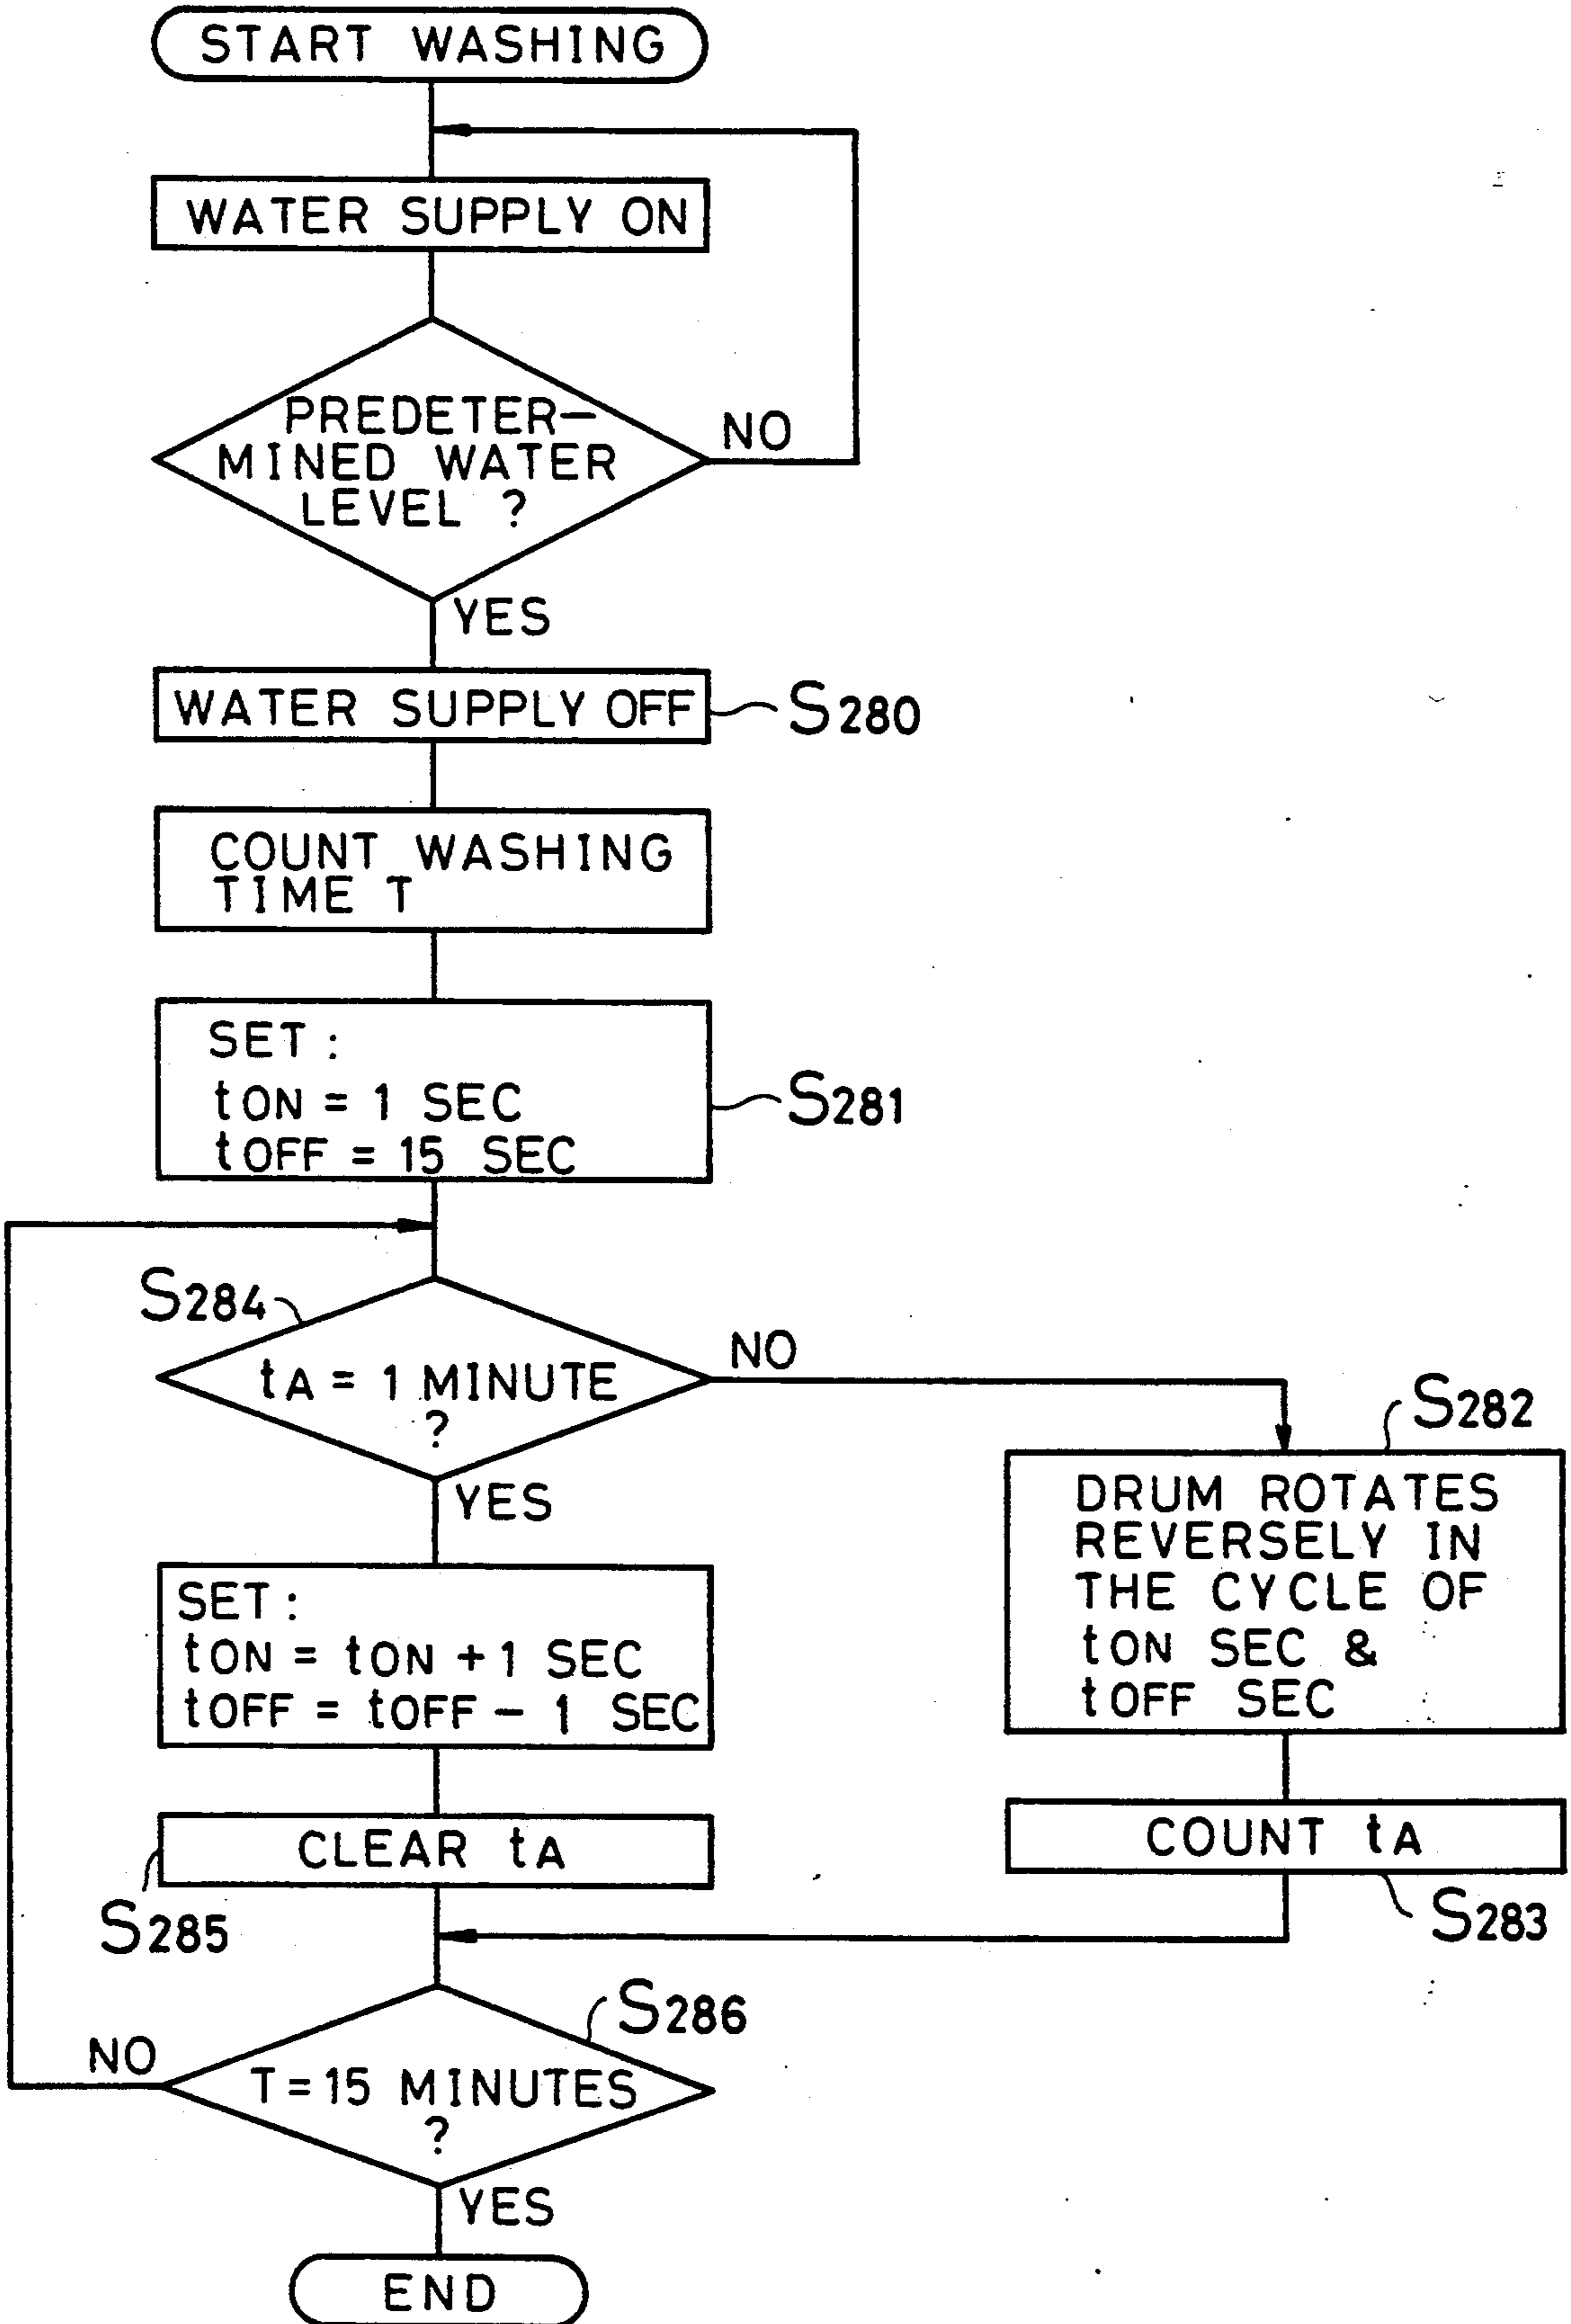 START WASHING
WATER SUPPLY ON
PREDETER-
MINED WATER
LEVEL ?
NO
YES
WATER SUPPLY OFF
S280
COUNT WASHING
TIME T
SET :
tON = 1 SEC
tOFF = 15 SEC
S281
S284
tA = 1 MINUTE
?
NO
YES
S282
DRUM ROTATES
REVERSELY IN
THE CYCLE OF
tON SEC &
tOFF SEC
SET :
tON = tON + 1 SEC
tOFF = tOFF - 1 SEC
CLEAR tA
S285
COUNT tA
S283
S286
T = 15 MINUTES
?
NO
YES
END